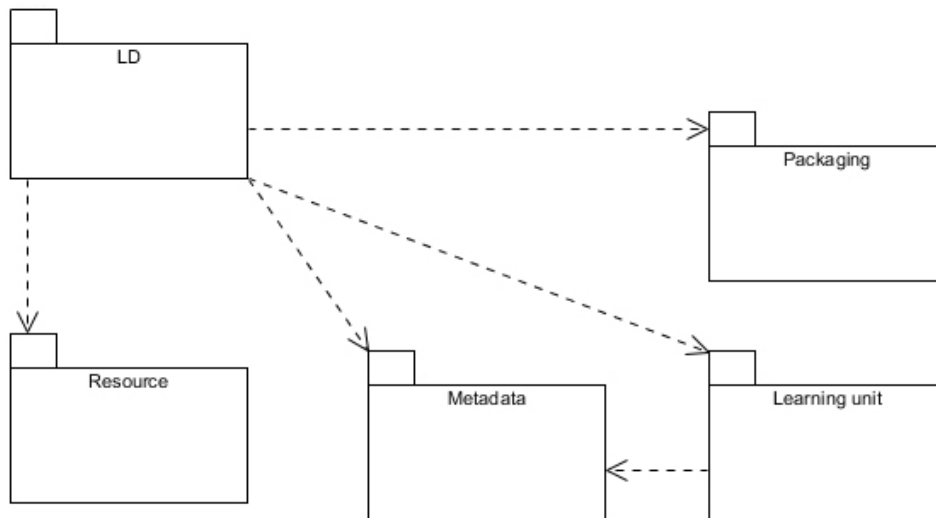 LD
Packaging
Resource
Metadata
Learning unit